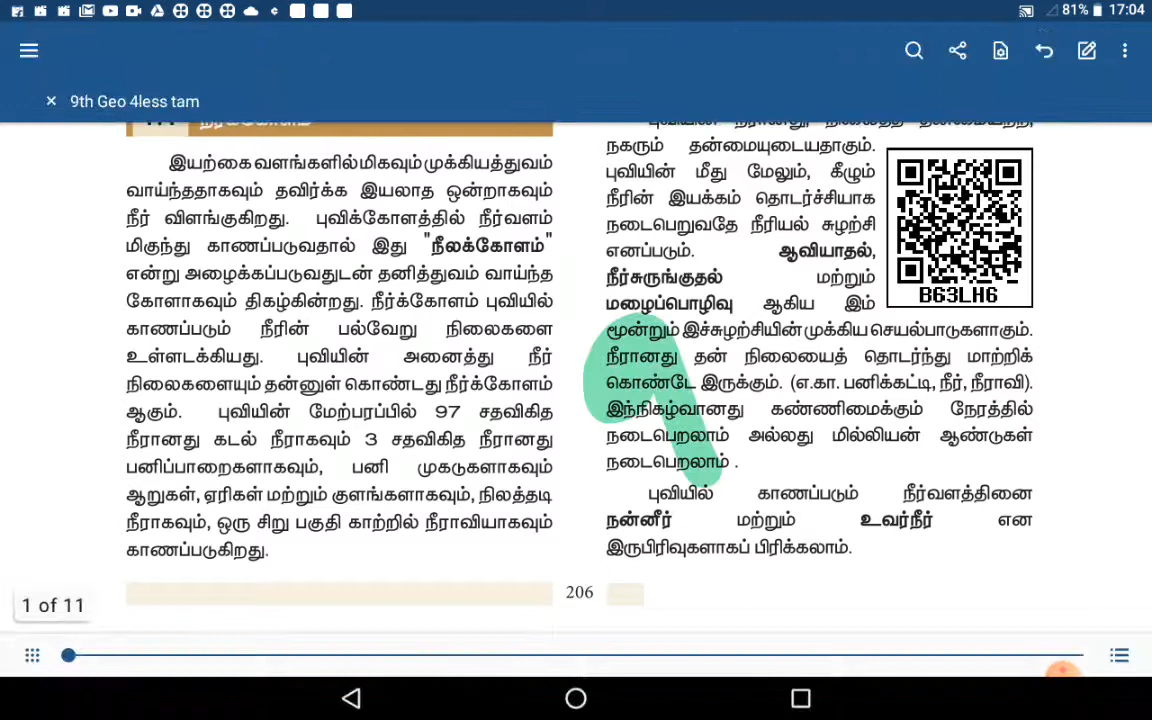 81% 17:04
9th Geo 4less tam
நீர்க்கோளம்
இயற்கை வளங்களில் மிகவும் முக்கியத்துவம்
வாய்ந்ததாகவும் தவிர்க்க இயலாத ஒன்றாகவும்
நீர் விளங்குகிறது. புவிக்கோளத்தில் நீர்வளம்
மிகுந்து காணப்படுவதால் இது "நீலக்கோளம்"
என்று அழைக்கப்படுவதுடன் தனித்துவம் வாய்ந்த
கோளாகவும் திகழ்கின்றது. நீர்க்கோளம் புவியில்
காணப்படும் நீரின் பல்வேறு நிலைகளை
உள்ளடக்கியது. புவியின் அனைத்து நீர்
நிலைகளையும் தன்னுள் கொண்டது நீர்க்கோளம்
ஆகும். புவியின் மேற்பரப்பில் 97 சதவிகித
நீரானது கடல் நீராகவும் 3 சதவிகித நீரானது
பனிப்பாறைகளாகவும், பனி முகடுகளாகவும்
ஆறுகள், ஏரிகள் மற்றும் குளங்களாகவும், நிலத்தடி
நீராகவும், ஒரு சிறு பகுதி காற்றில் நீராவியாகவும்
காணப்படுகிறது.
புவியின் நீரானது, நிலைத்த தன்மையற்ற,
நகரும் தன்மையுடையதாகும்.
புவியின் மீது மேலும், கீழும்
நீரின் இயக்கம் தொடர்ச்சியாக
நடைபெறுவதே நீரியல் சுழற்சி
எனப்படும். ஆவியாதல்,
நீர்சுருங்குதல் மற்றும்
மழைப்பொழிவு ஆகிய இம்
மூன்றும் இச்சுழற்சியின் முக்கிய செயல்பாடுகளாகும்.
நீரானது தன் நிலையைத் தொடர்ந்து மாற்றிக்
கொண்டே இருக்கும். (எ.கா. பனிக்கட்டி, நீர், நீராவி).
இந்நிகழ்வானது கண்ணிமைக்கும் நேரத்தில்
நடைபெறலாம் அல்லது மில்லியன் ஆண்டுகள்
நடைபெறலாம் .
புவியில் காணப்படும் நீர்வளத்தினை
நன்னீர் மற்றும் உவர்நீர் என
இருபிரிவுகளாகப் பிரிக்கலாம்.
B63LH6
206
1 of 11